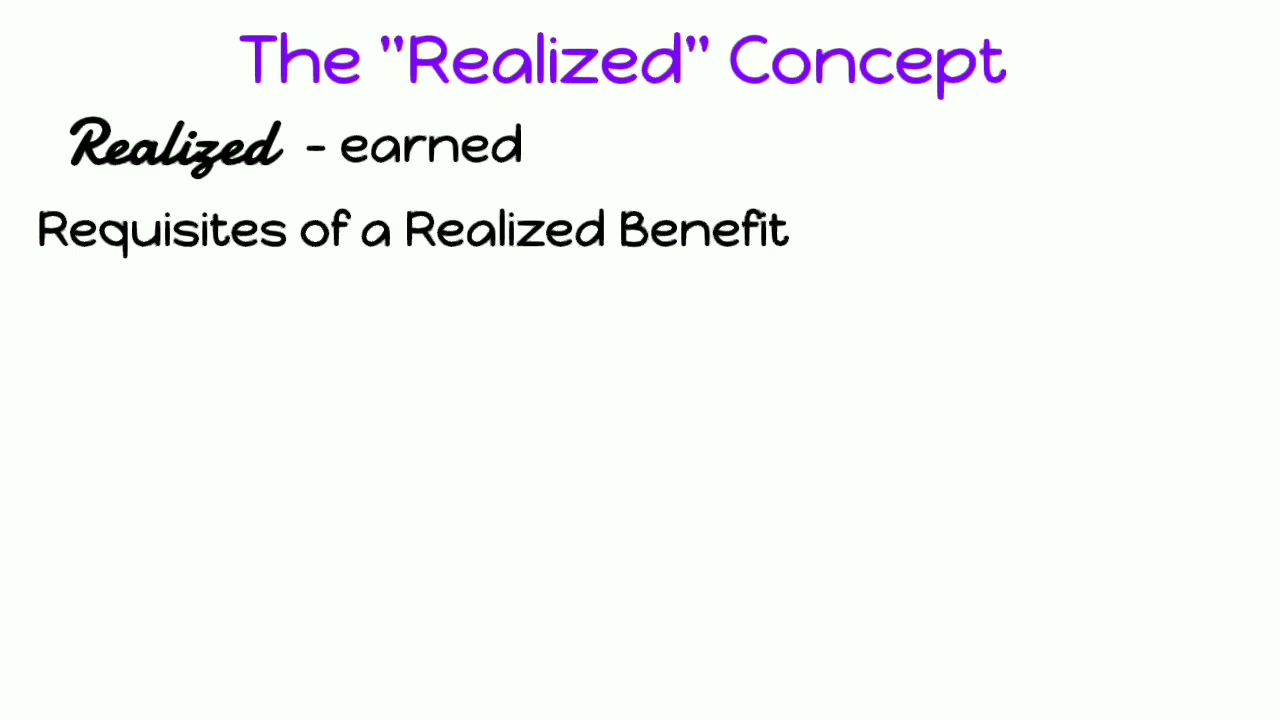 The "Realized" Concept
Realized - earned
Requisites of a Realized Benefit